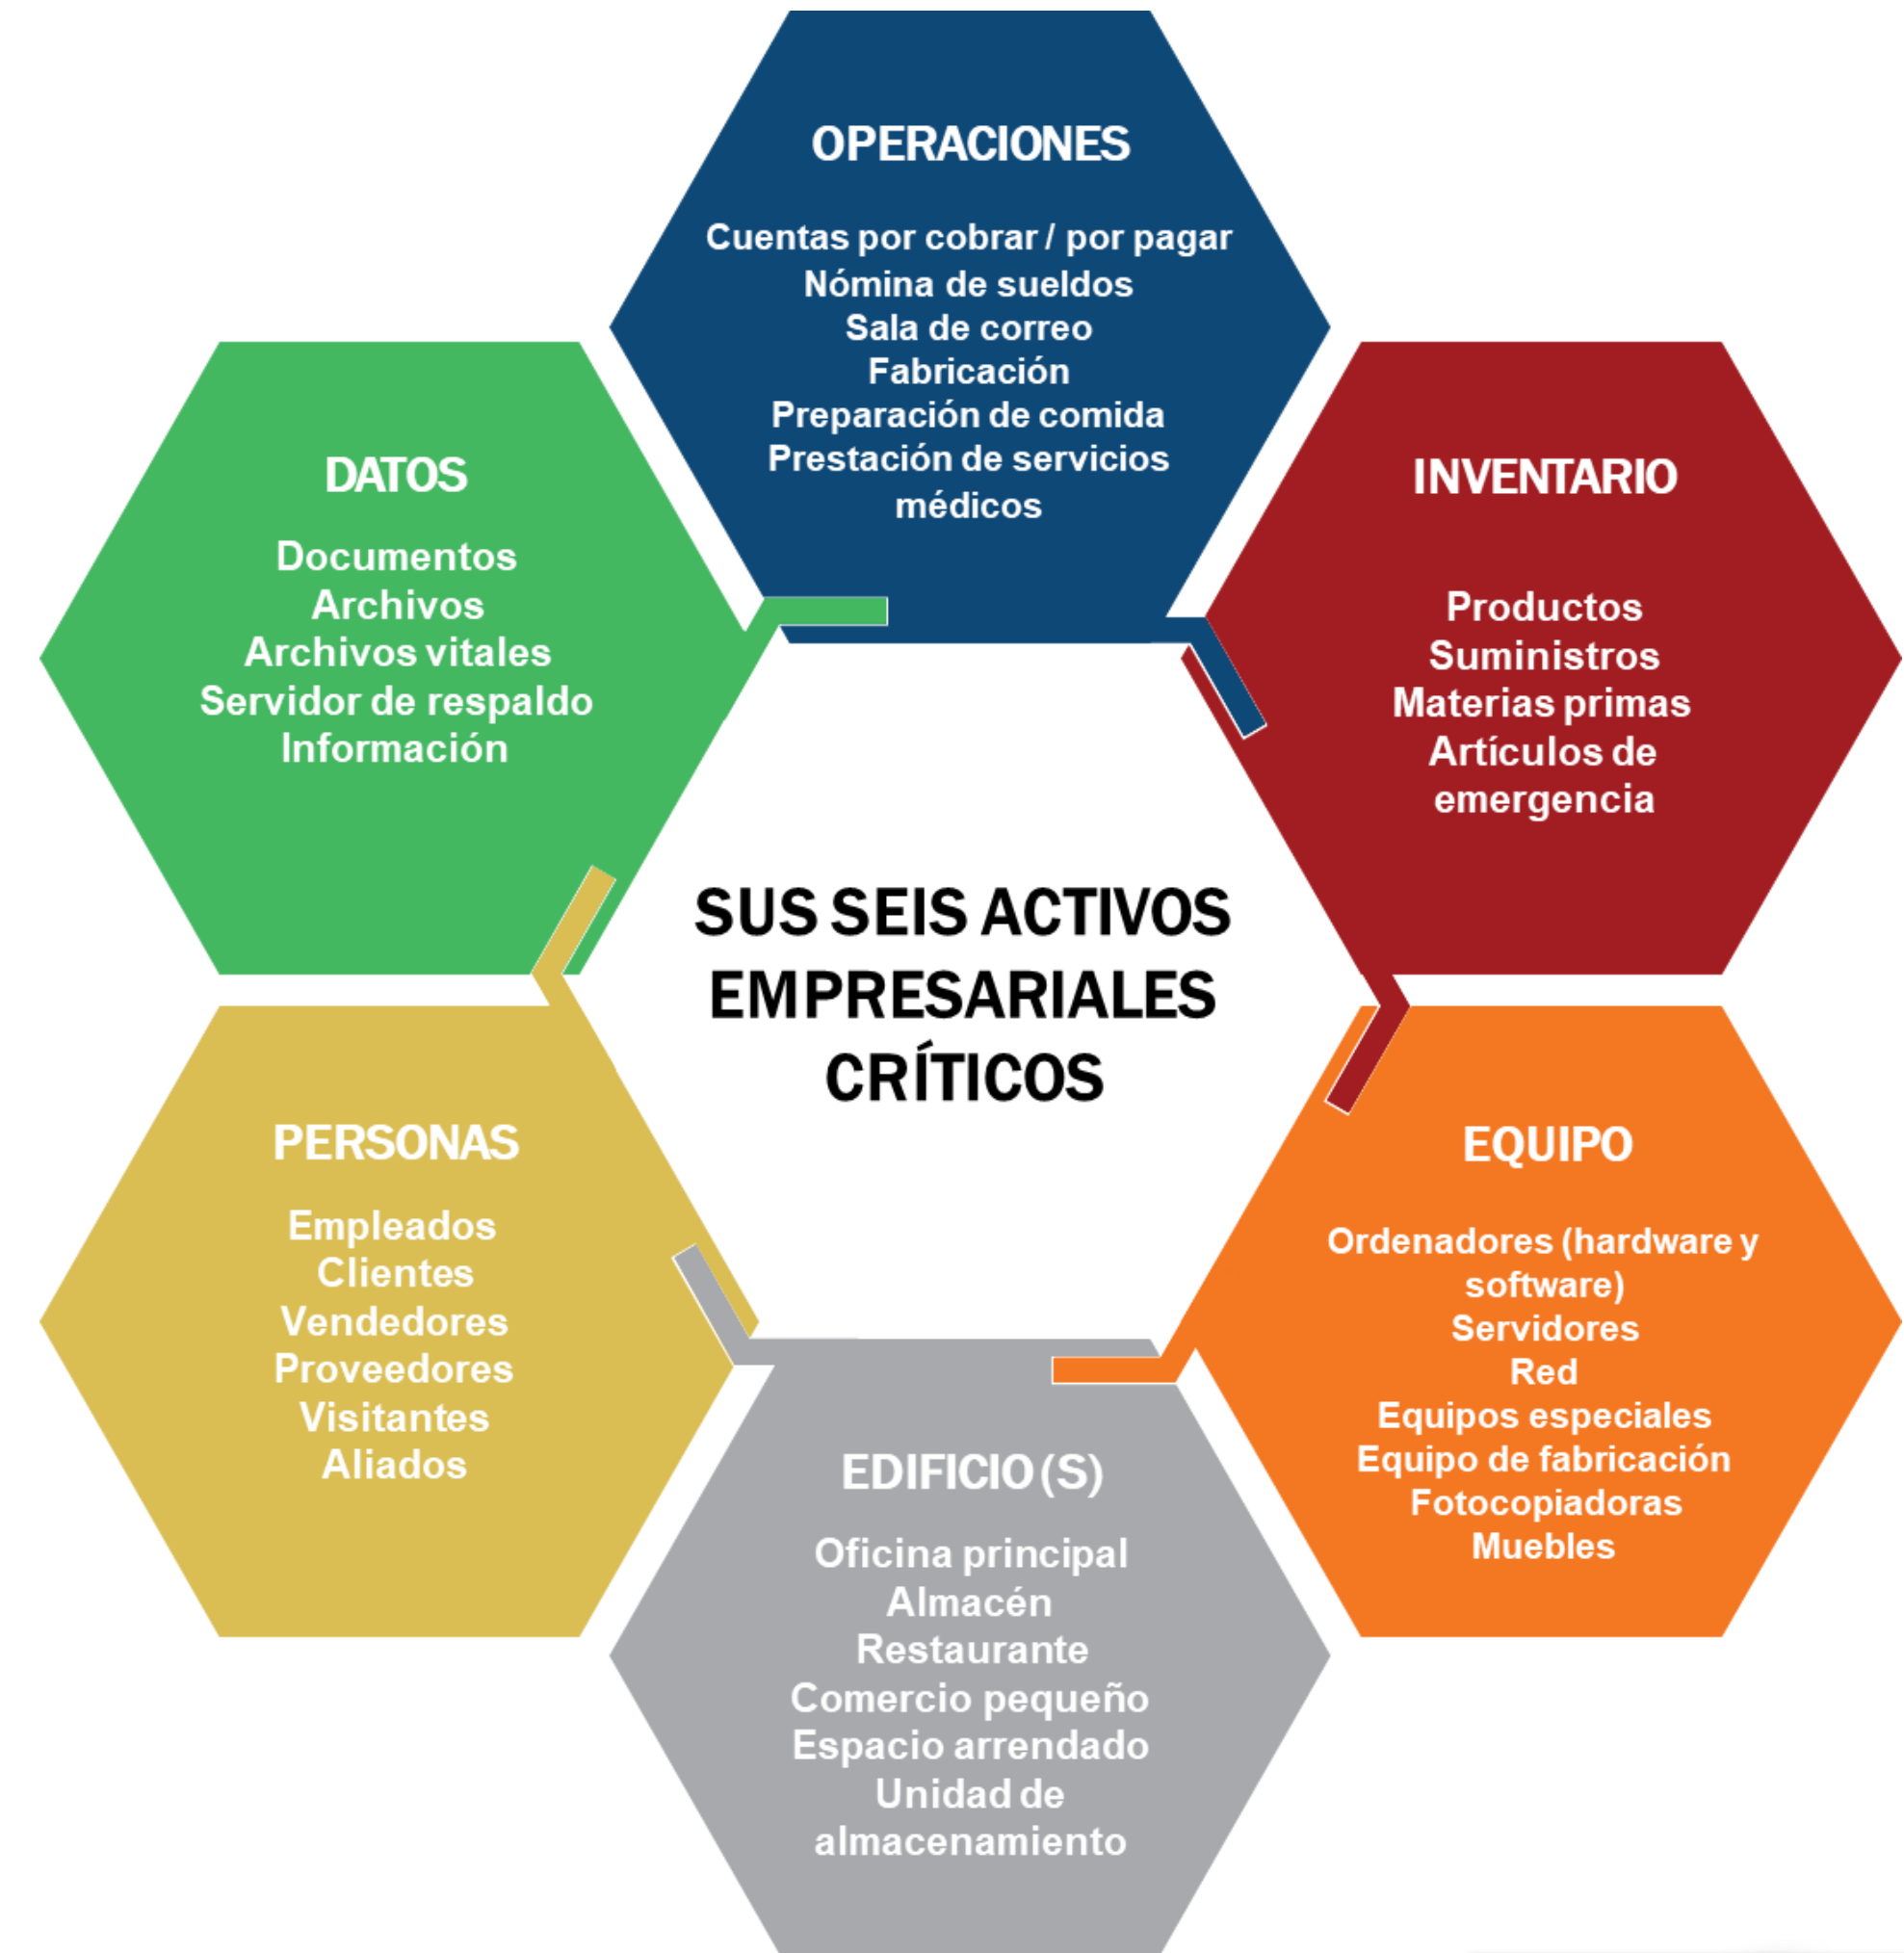 OPERACIONES
Cuentas por cobrar / por pagar
Nómina de sueldos
Sala de correo
Fabricación
Preparación de comida
Prestación de servicios
médicos
DATOS
Documentos
Archivos
Archivos vitales
Servidor de respaldo
Información
INVENTARIO
Productos
Suministros
Materias primas
Artículos de
emergencia
SUS SEIS ACTIVOS
EMPRESARIALES
CRÍTICOS
PERSONAS
Empleados
Clientes
Vendedores
Proveedores
Visitantes
Aliados
EQUIPO
Ordenadores (hardware y
software)
Servidores
Red
Equipos especiales
Equipo de fabricación
Fotocopiadoras
Muebles
EDIFICIO (S)
Oficina principal
Almacén
Restaurante
Comercio pequeño
Espacio arrendado
Unidad de
almacenamiento